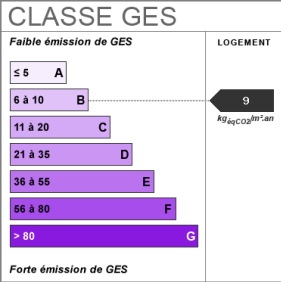 CLASSE GES
Faible émission de GES
LOGEMENT
≤ 5 A
6 à 10 B
9
kgéqCO2/m².an
11 à 20 C
21 à 35 D
36 à 55 E
56 à 80 F
> 80 G
Forte émission de GES